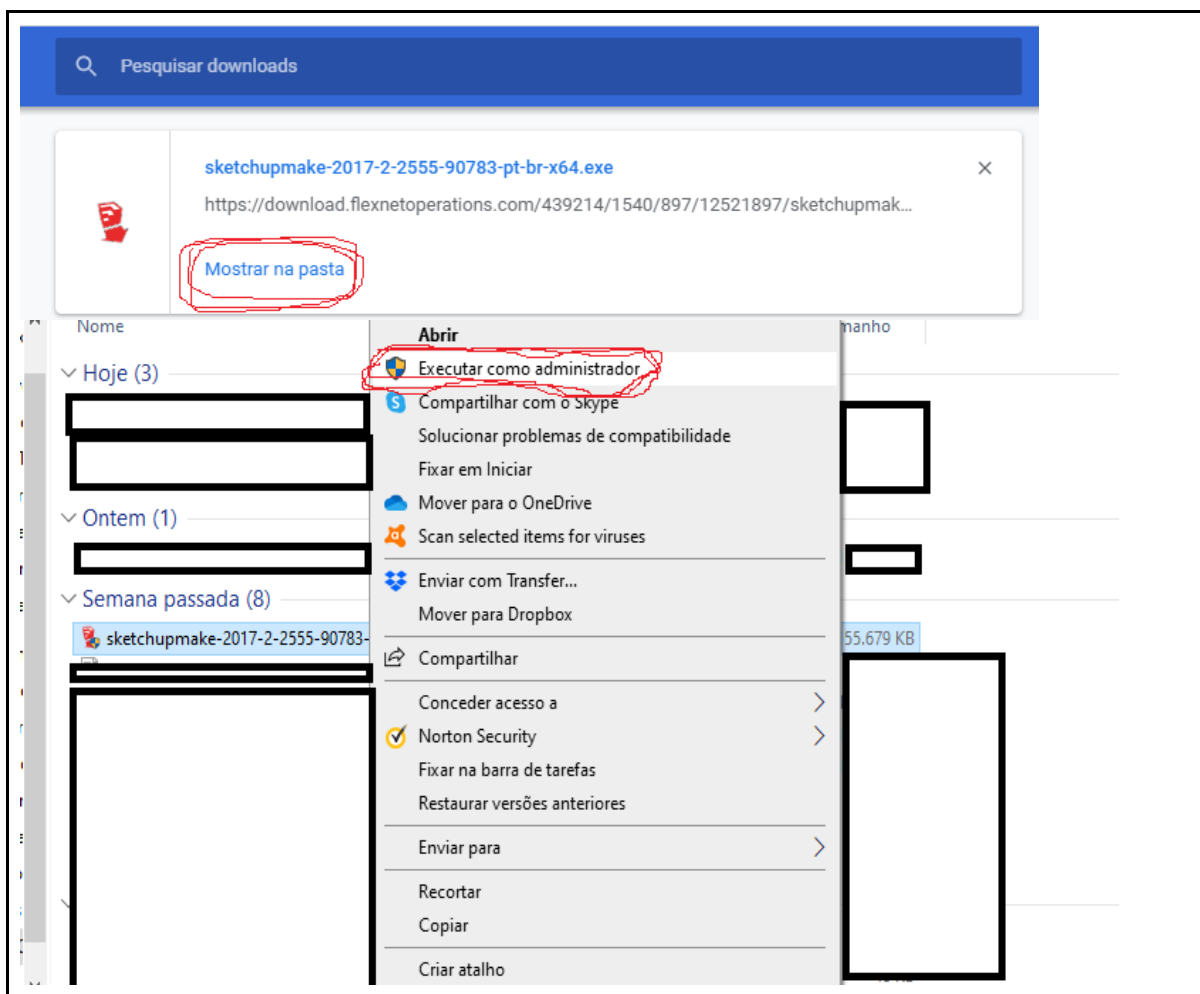 Pesquisar downloads
sketchupmake-2017-2-2555-90783-pt-br-x64.exe
https://download.flexnetoperations.com/439214/1540/897/12521897/sketchupmak...
Mostrar na pasta
Nome
manho
Abrir
Hoje (3)
Executar como administrador
Compartilhar com o Skype
Solucionar problemas de compatibilidade
Fixar em Iniciar
Mover para o OneDrive
Ontem (1)
Scan selected items for viruses
Enviar com Transfer...
Semana passada (8)
Mover para Dropbox
sketchupmake-2017-2-2555-90783-
55.679 KB
Compartilhar
Conceder acesso a
Norton Security
Fixar na barra de tarefas
Restaurar versões anteriores
Enviar para
Recortar
Copiar
Criar atalho